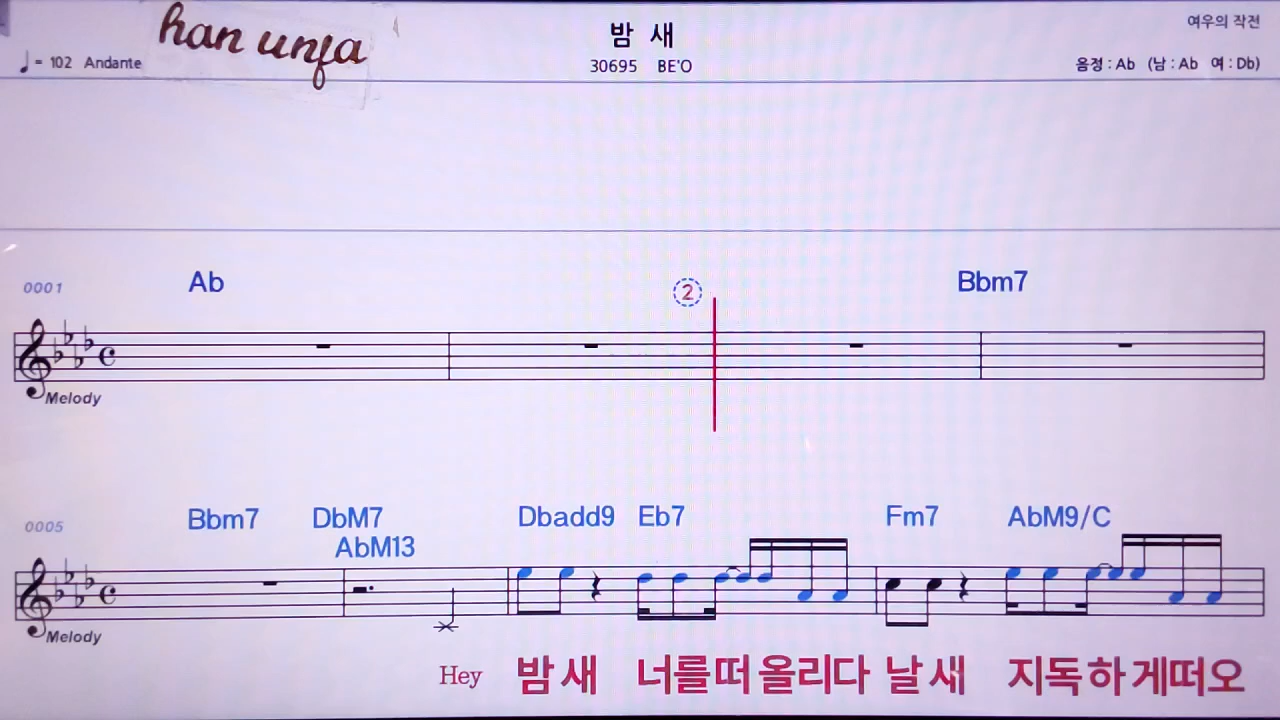 han unja
밤 새
여우의 작전
♩= 102 Andante
30695 BE'O
음정 : Ab (남 : Ab 여 : Db)
0001 Ab ② Bbm7
Melody
0005 Bbm7 DbM7 Dbadd9 Eb7 Fm7 AbM9/C
AbM13
Melody
Hey 밤새 너를떠올리다 날새 지독하게떠오